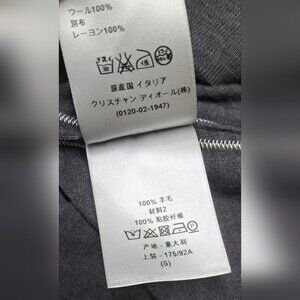 ウール100%
別布
レーヨン100%
原産国 イタリア
クリスチャン ディオール(株)
(0120-02-1947)
100% 羊毛
材料2
100% 粘胶纤维
产地 - 意大利
上装 - 175/92A
(S)